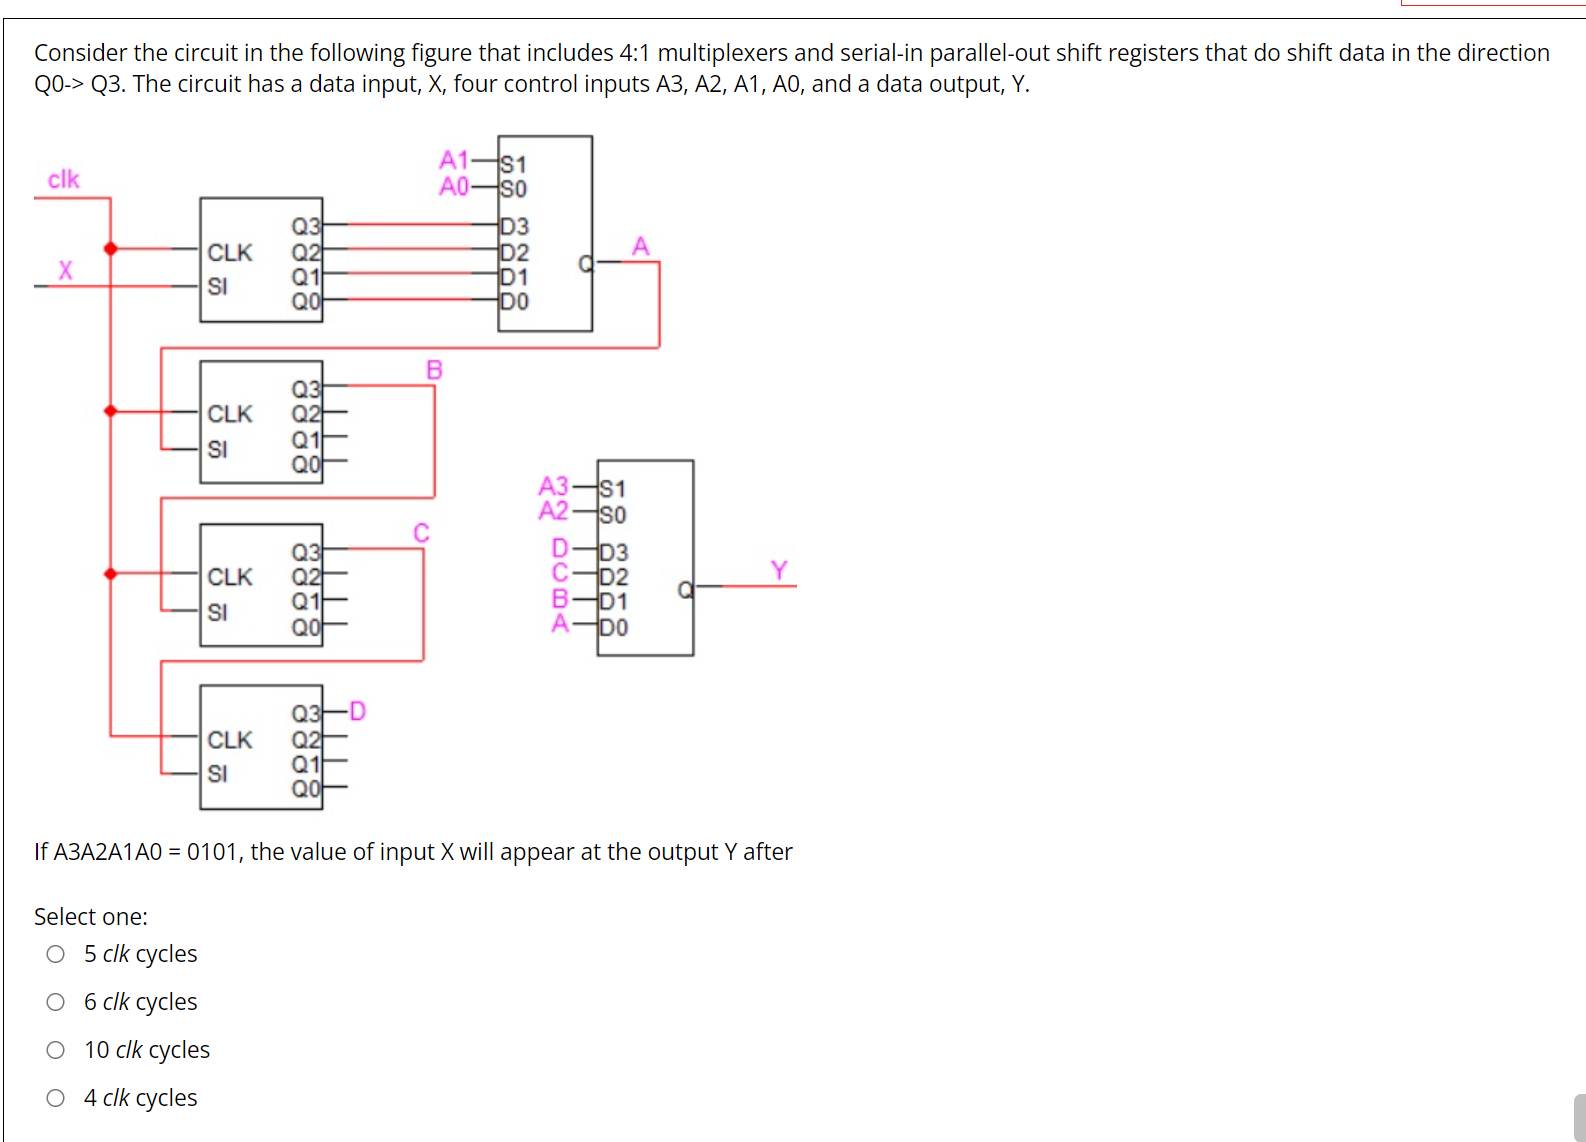 Consider the circuit in the following figure that includes 4:1 multiplexers and serial-in parallel-out shift registers that do shift data in the direction
Q0-> Q3. The circuit has a data input, X, four control inputs A3, A2, A1, A0, and a data output, Y.
clk
X
CLK
SI
Q3
Q2
Q1
Q0
A1
A0
S1
S0
D3
D2
D1
D0
Q
A
CLK
SI
Q3
Q2
Q1
Q0
B
CLK
SI
Q3
Q2
Q1
Q0
C
A3
A2
D
C
B
A
S1
S0
D3
D2
D1
D0
Q
Y
CLK
SI
Q3
Q2
Q1
Q0
D
If A3A2A1A0 = 0101, the value of input X will appear at the output Y after
Select one:
5 clk cycles
6 clk cycles
10 clk cycles
4 clk cycles